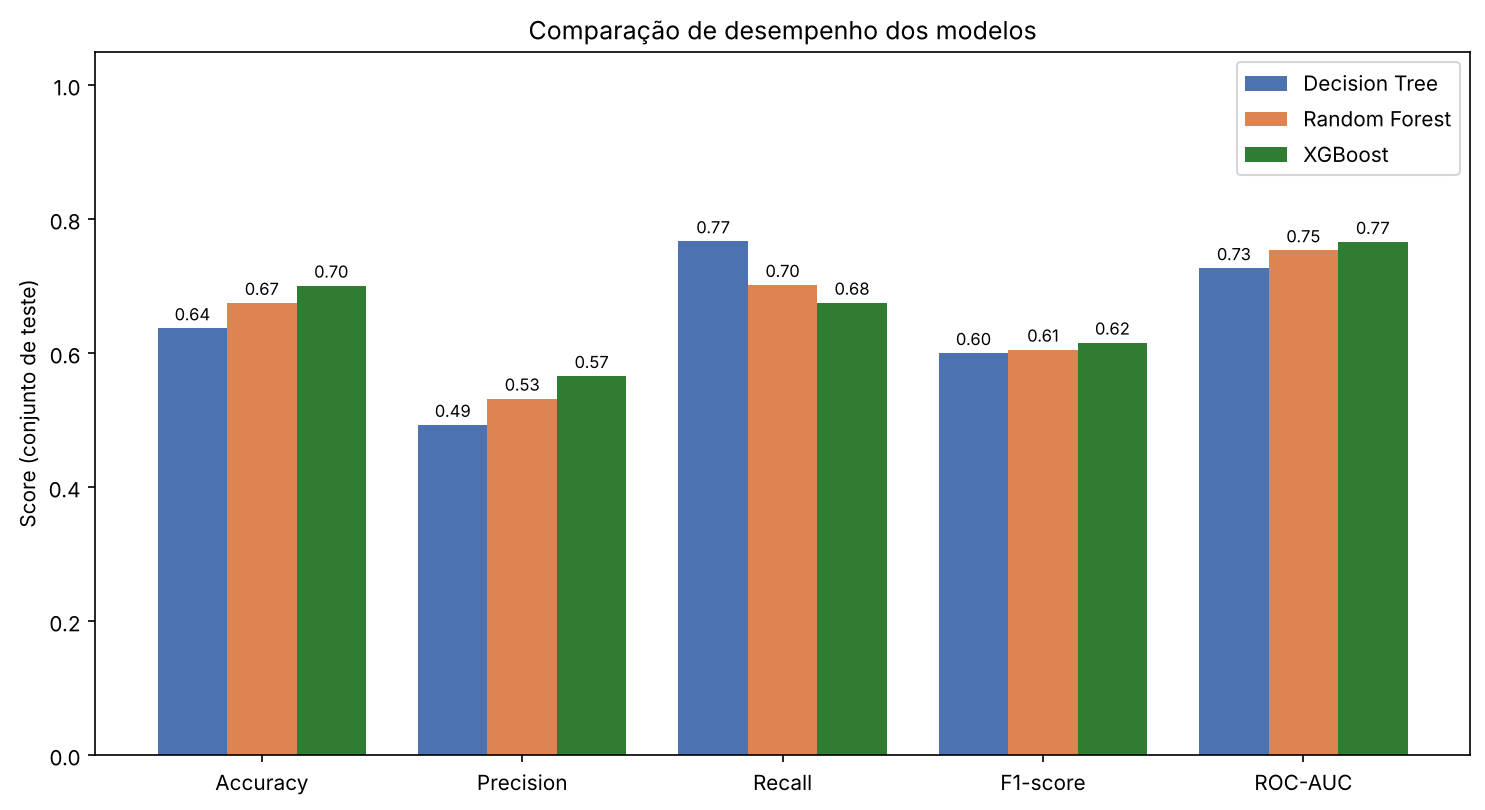 Comparação de desempenho dos modelos
Score (conjunto de teste)
1.0
0.8
0.6
0.4
0.2
0.0
Decision Tree
Random Forest
XGBoost
0.64
0.67
0.70
0.49
0.53
0.57
0.77
0.70
0.68
0.60
0.61
0.62
0.73
0.75
0.77
Accuracy
Precision
Recall
F1-score
ROC-AUC